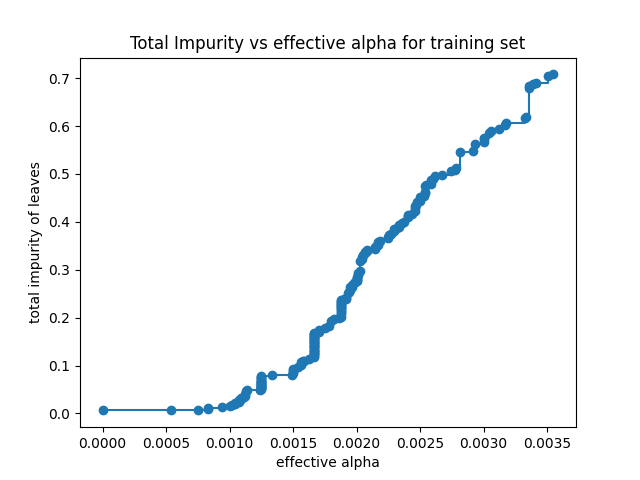 Total Impurity vs effective alpha for training set
total impurity of leaves
0.7
0.6
0.5
0.4
0.3
0.2
0.1
0.0
0.0000 0.0005 0.0010 0.0015 0.0020 0.0025 0.0030 0.0035
effective alpha